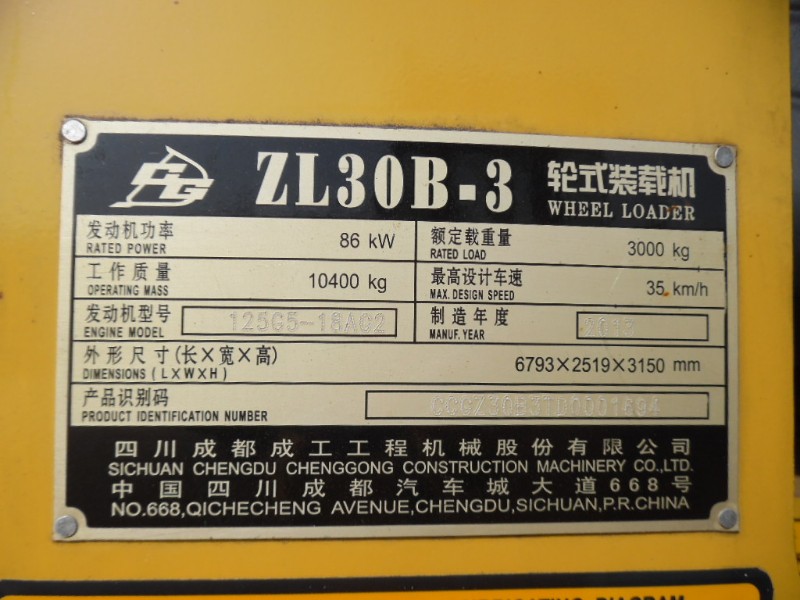 CG
ZL30B-3 轮式装载机
WHEEL LOADER
发动机功率 86 kW 额定载重量 3000 kg
RATED POWER RATED LOAD
工作质量 10400 kg 最高设计车速 35 km/h
OPERATING MASS MAX. DESIGN SPEED
发动机型号 125G5-18AG2 制造年度
ENGINE MODEL MANUF. YEAR
外形尺寸(长×宽×高) 6793×2519×3150 mm
DIMENSIONS (L×W×H)
产品识别码
PRODUCT IDENTIFICATION NUMBER
四川成都成工工程机械股份有限公司
SICHUAN CHENGDU CHENGGONG CONSTRUCTION MACHINERY CO.,LTD.
中国四川成都汽车城大道668号
NO.668,QICHECHENG AVENUE,CHENGDU,SICHUAN,P.R.CHINA
DIAGRAM